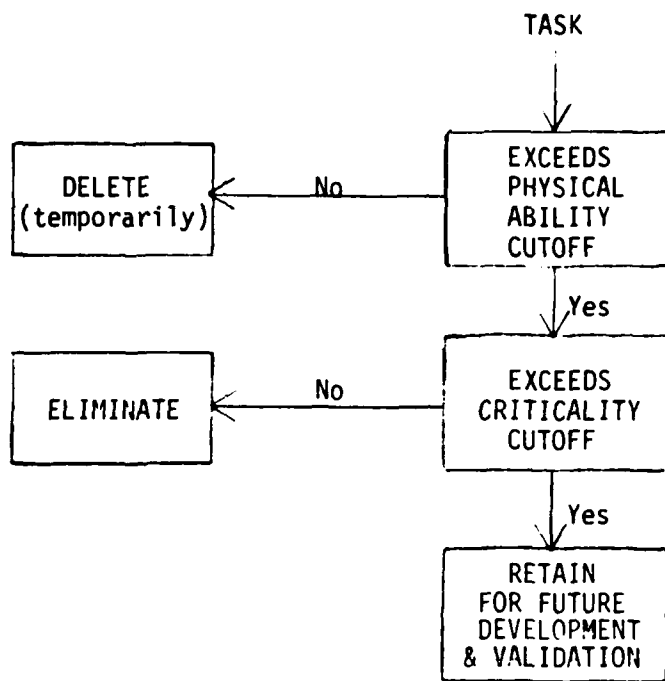 TASK
EXCEEDS
PHYSICAL
ABILITY
CUTOFF
No
DELETE
(temporarily)
Yes
EXCEEDS
CRITICALITY
CUTOFF
No
ELIMINATE
Yes
RETAIN
FOR FUTURE
DEVELOPMENT
& VALIDATION